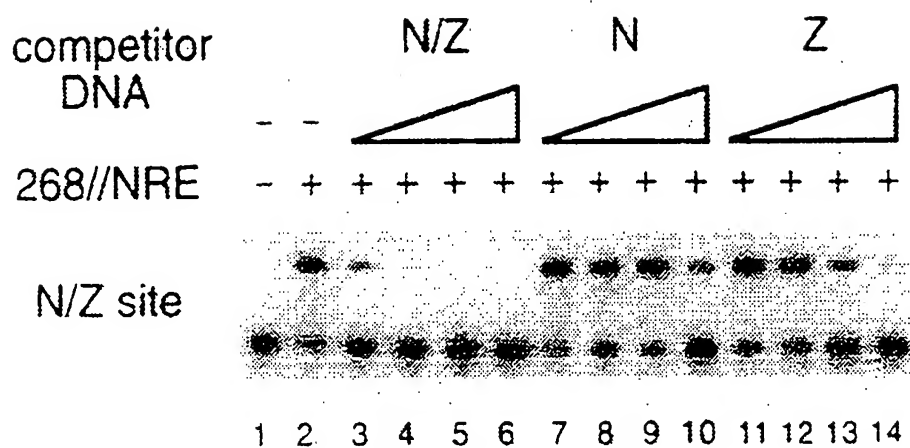 N/Z N Z
competitor
DNA
- -
268//NRE - + + + + + + + + + + + + +
N/Z site
1 2 3 4 5 6 7 8 9 10 11 12 13 14